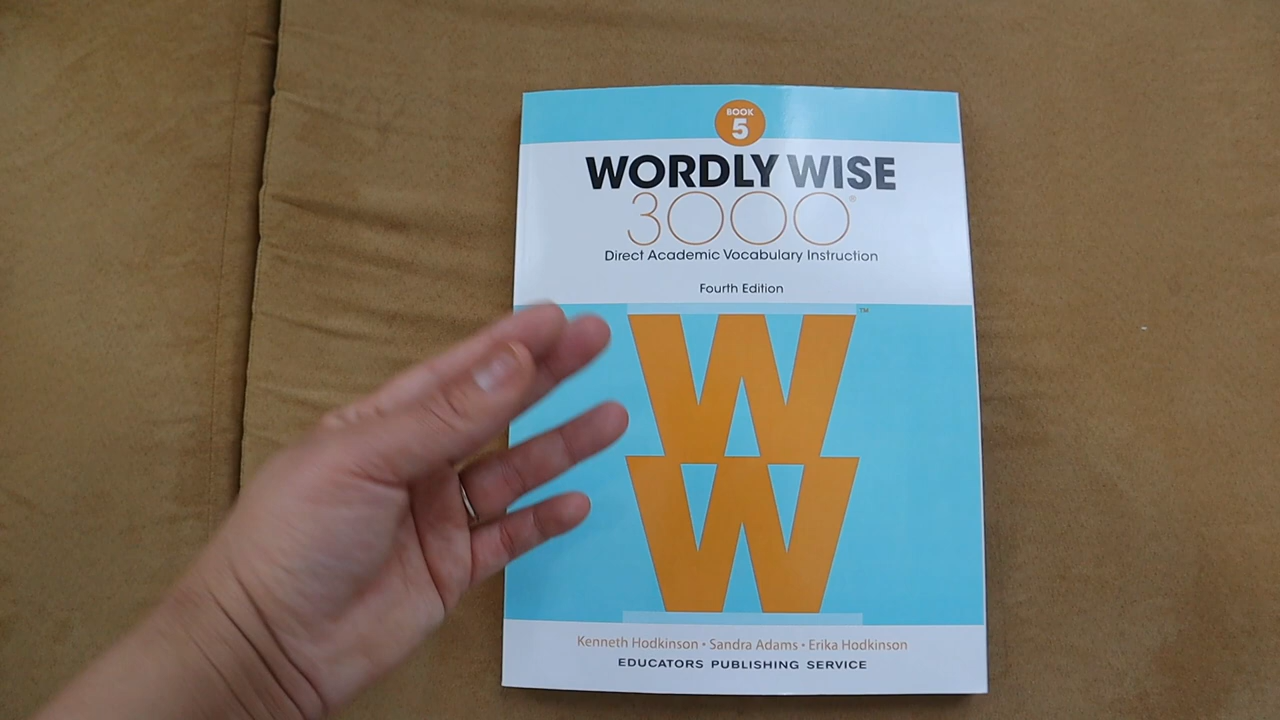 BOOK
5
WORDLY WISE
3000®
Direct Academic Vocabulary Instruction
Fourth Edition
W™
W
Kenneth Hodkinson • Sandra Adams • Erika Hodkinson
EDUCATORS PUBLISHING SERVICE